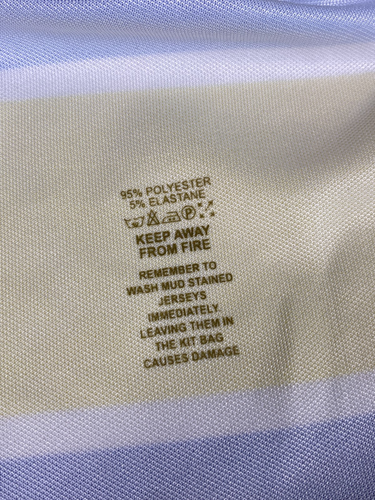 95% POLYESTER
5% ELASTANE
P
KEEP AWAY
FROM FIRE
REMEMBER TO
WASH MUD STAINED
JERSEYS
IMMEDIATELY
LEAVING THEM IN
THE KIT BAG
CAUSES DAMAGE